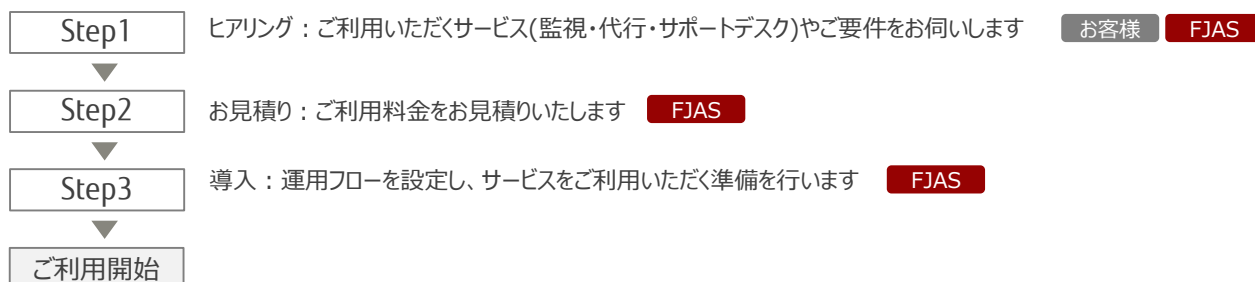 Step1 ヒアリング：ご利用いただくサービス(監視・代行・サポートデスク)やご要件をお伺いします お客様 FJAS
Step2 お見積り：ご利用料金をお見積りいたします FJAS
Step3 導入：運用フローを設定し、サービスをご利用いただく準備を行います FJAS
ご利用開始